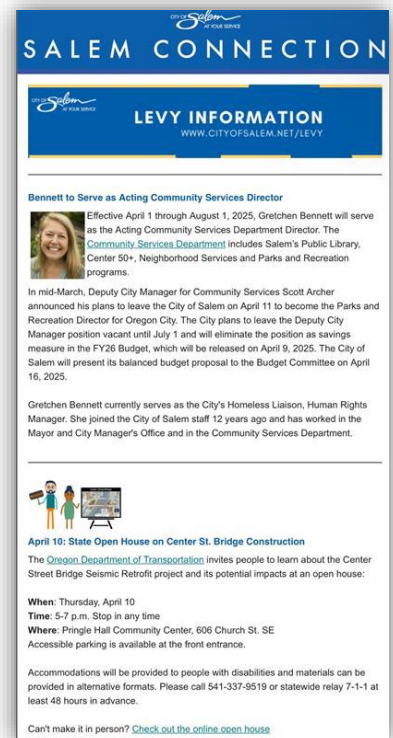 CITY OF Salem
AT YOUR SERVICE
SALEM CONNECTION
CITY OF Salem
AT YOUR SERVICE
LEVY INFORMATION
WWW.CITYOFSALEM.NET/LEVY
Bennett to Serve as Acting Community Services Director
Effective April 1 through August 1, 2025, Gretchen Bennett will serve
as the Acting Community Services Department Director. The
Community Services Department includes Salem's Public Library,
Center 50+, Neighborhood Services and Parks and Recreation
programs.
In mid-March, Deputy City Manager for Community Services Scott Archer
announced his plans to leave the City of Salem on April 11 to become the Parks and
Recreation Director for Oregon City. The City plans to leave the Deputy City
Manager position vacant until July 1 and will eliminate the position as savings
measure in the FY26 Budget, which will be released on April 9, 2025. The City of
Salem will present its balanced budget proposal to the Budget Committee on April
16, 2025.
Gretchen Bennett currently serves as the City's Homeless Liaison, Human Rights
Manager. She joined the City of Salem staff 12 years ago and has worked in the
Mayor and City Manager's Office and in the Community Services Department.
April 10: State Open House on Center St. Bridge Construction
The Oregon Department of Transportation invites people to learn about the Center
Street Bridge Seismic Retrofit project and its potential impacts at an open house:
When: Thursday, April 10
Time: 5-7 p.m. Stop in any time
Where: Pringle Hall Community Center, 606 Church St. SE
Accessible parking is available at the front entrance.
Accommodations will be provided to people with disabilities and materials can be
provided in alternative formats. Please call 541-337-9519 or statewide relay 7-1-1 at
least 48 hours in advance.
Can't make it in person? Check out the online open house